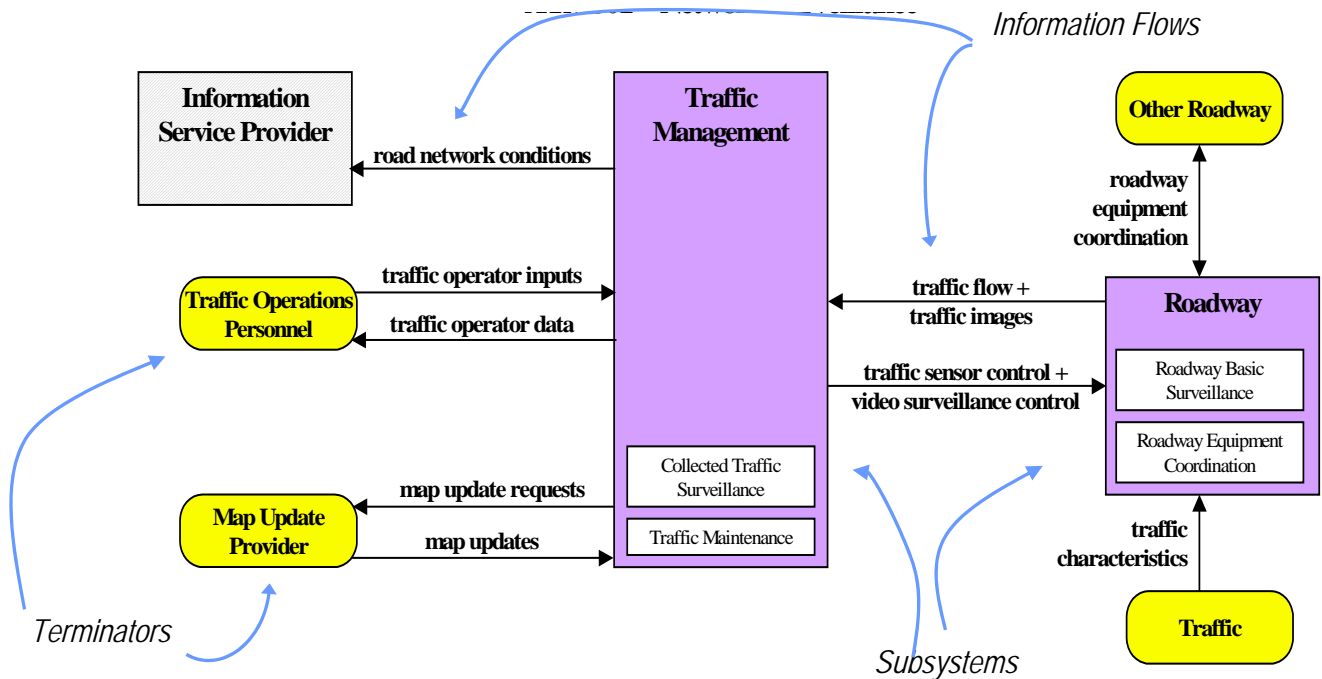 Information Flows
Information
Service Provider
Traffic
Management
Other Roadway
road network conditions
roadway
equipment
coordination
traffic operator inputs
Traffic Operations
Personnel
traffic operator data
traffic flow +
traffic images
Roadway
traffic sensor control +
video surveillance control
Roadway Basic
Surveillance
Roadway Equipment
Coordination
Collected Traffic
Surveillance
map update requests
Map Update
Provider
Traffic Maintenance
map updates
traffic
characteristics
Terminators
Traffic
Subsystems